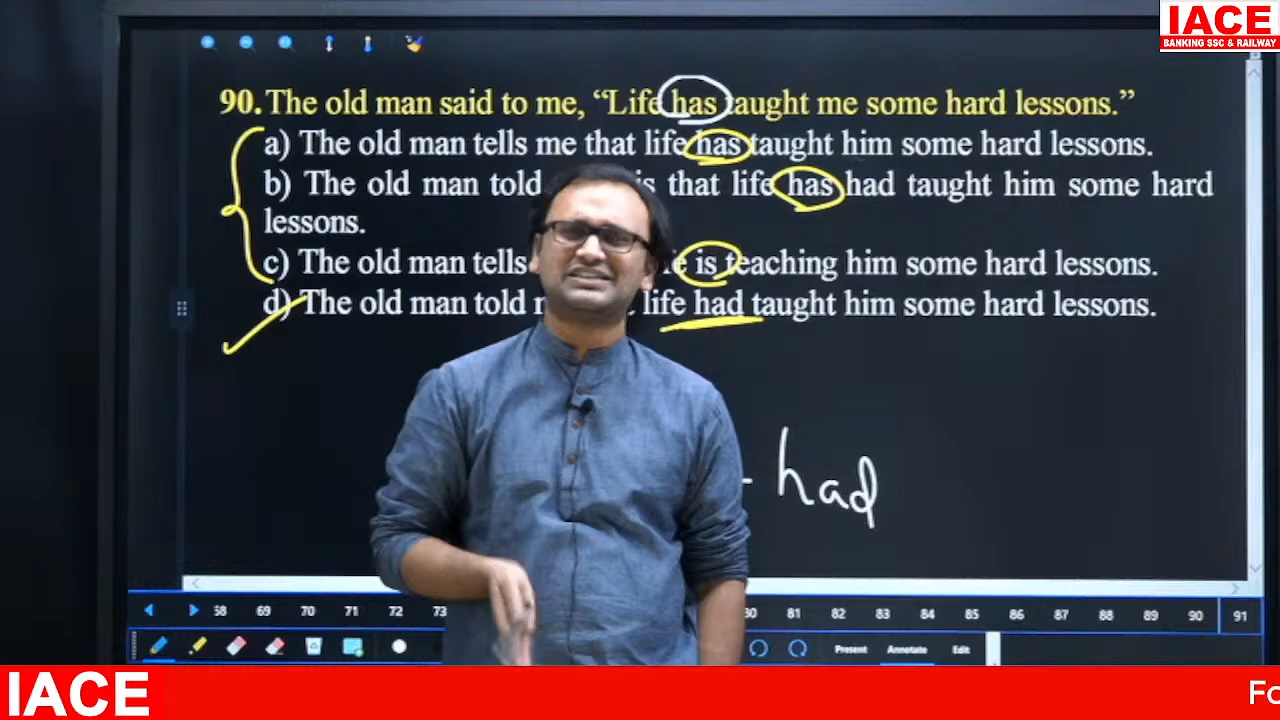 IACE
BANKING SSC & RAILWAY
90. The old man said to me, “Life has taught me some hard lessons.”
a) The old man tells me that life has taught him some hard lessons.
b) The old man told is that life has had taught him some hard
lessons.
c) The old man tells is teaching him some hard lessons.
d) The old man told life had taught him some hard lessons.
- had
68 69 70 71 72 73 80 81 82 83 84 85 86 87 88 89 90 91
Present Annotate Edit
IACE